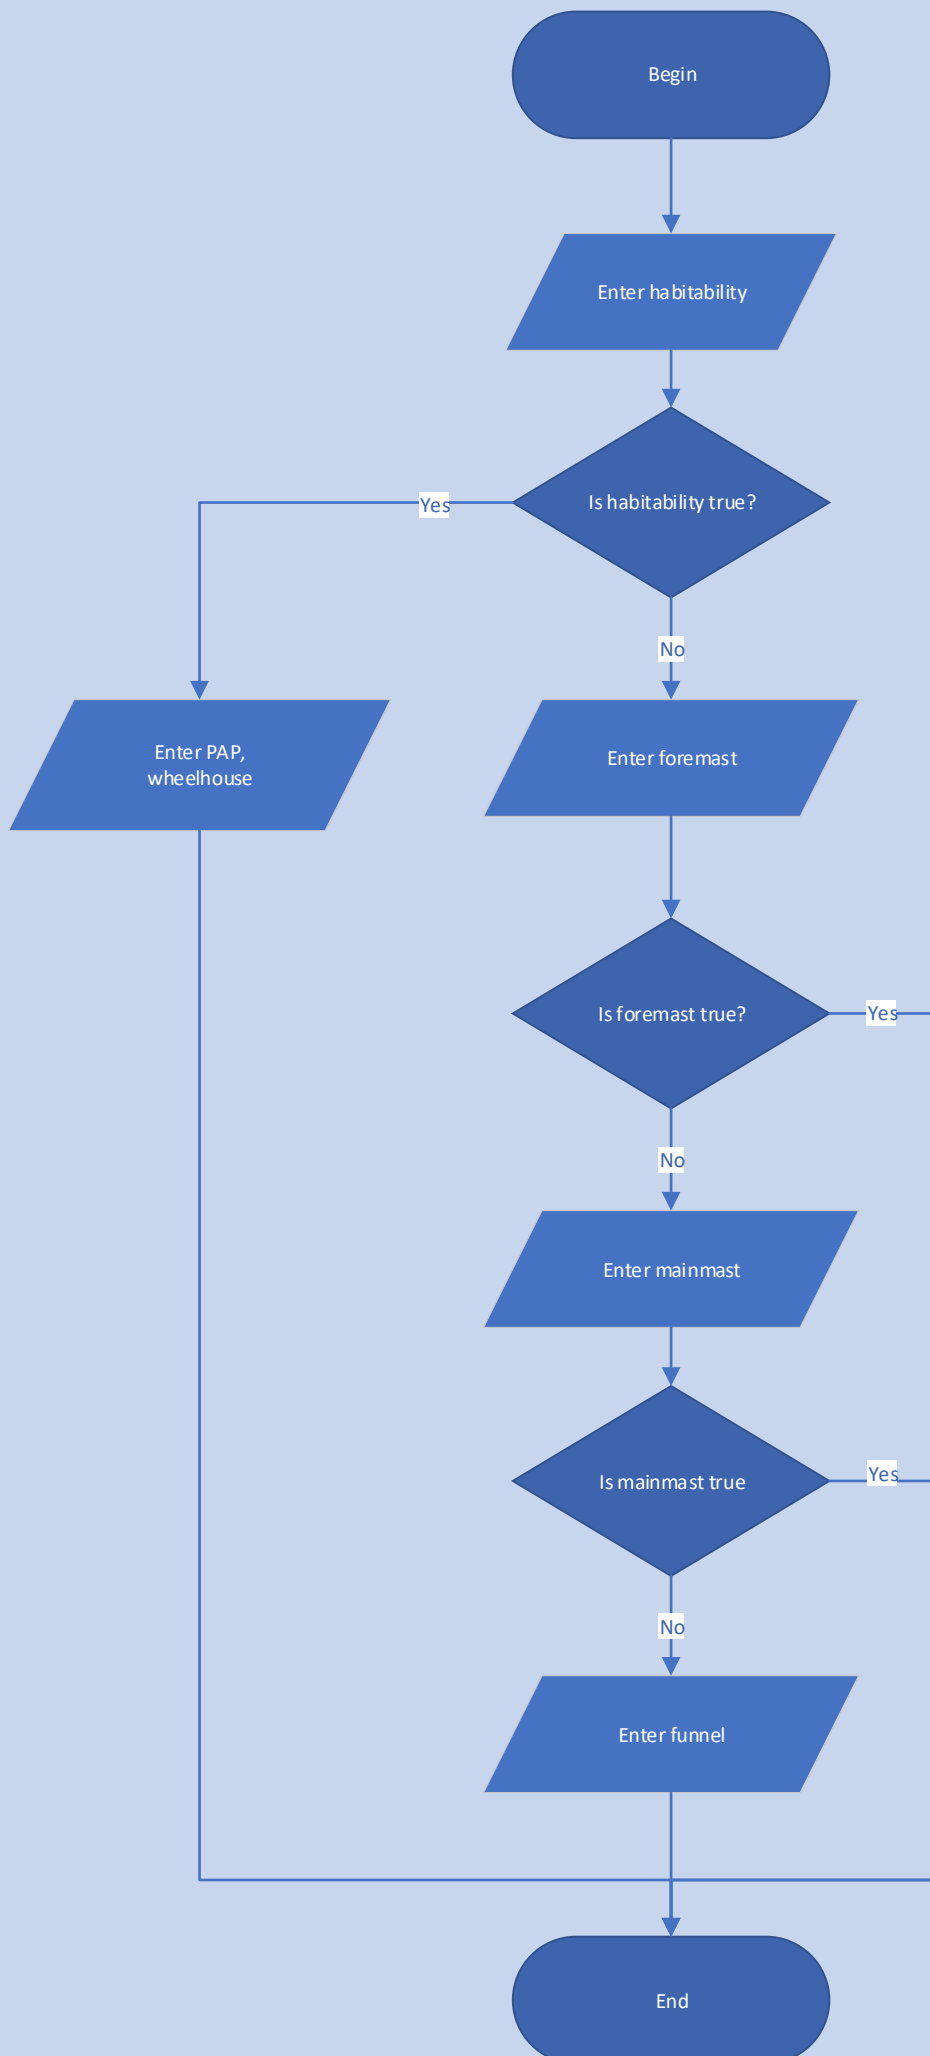 Begin
Enter habitability
Is habitability true?
Yes
No
Enter PAP,
wheelhouse
Enter foremast
Is foremast true?
Yes
No
Enter mainmast
Is mainmast true
Yes
No
Enter funnel
End